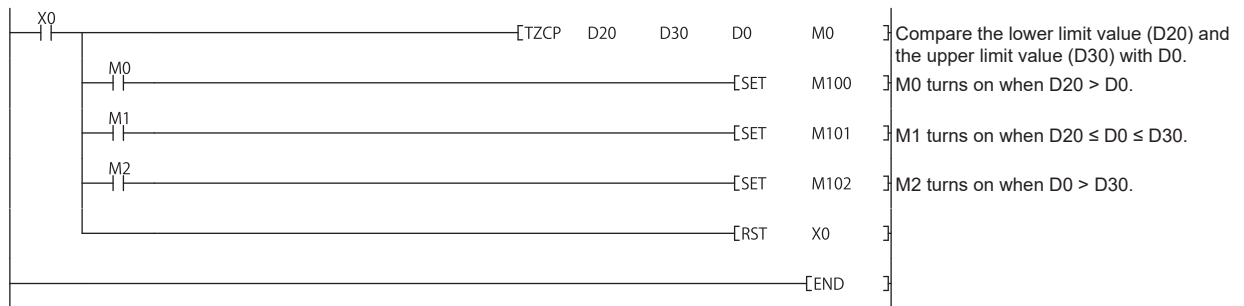 X0
[TZCP D20 D30 D0 M0 ] Compare the lower limit value (D20) and
the upper limit value (D30) with D0.
M0
[SET M100 ] M0 turns on when D20 > D0.
M1
[SET M101 ] M1 turns on when D20 ≤ D0 ≤ D30.
M2
[SET M102 ] M2 turns on when D0 > D30.
[RST X0 ]
[END ]